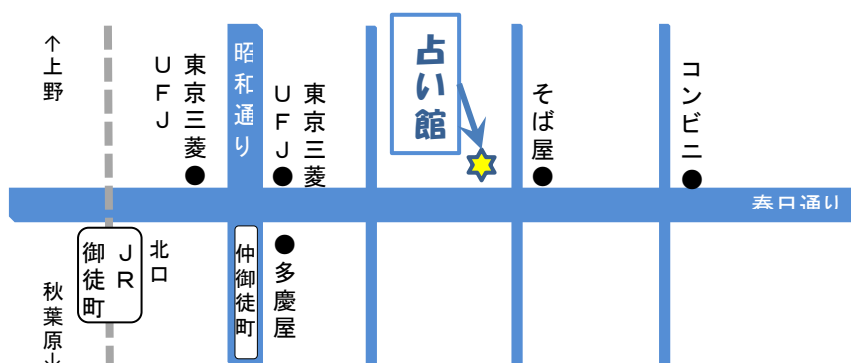 ↑上野
東京三菱
UFJ
昭和通り
東京三菱
UFJ
占い館
そば屋
コンビニ
春日通り
JR
御徒町
北口
仲御徒町
多慶屋
秋葉原